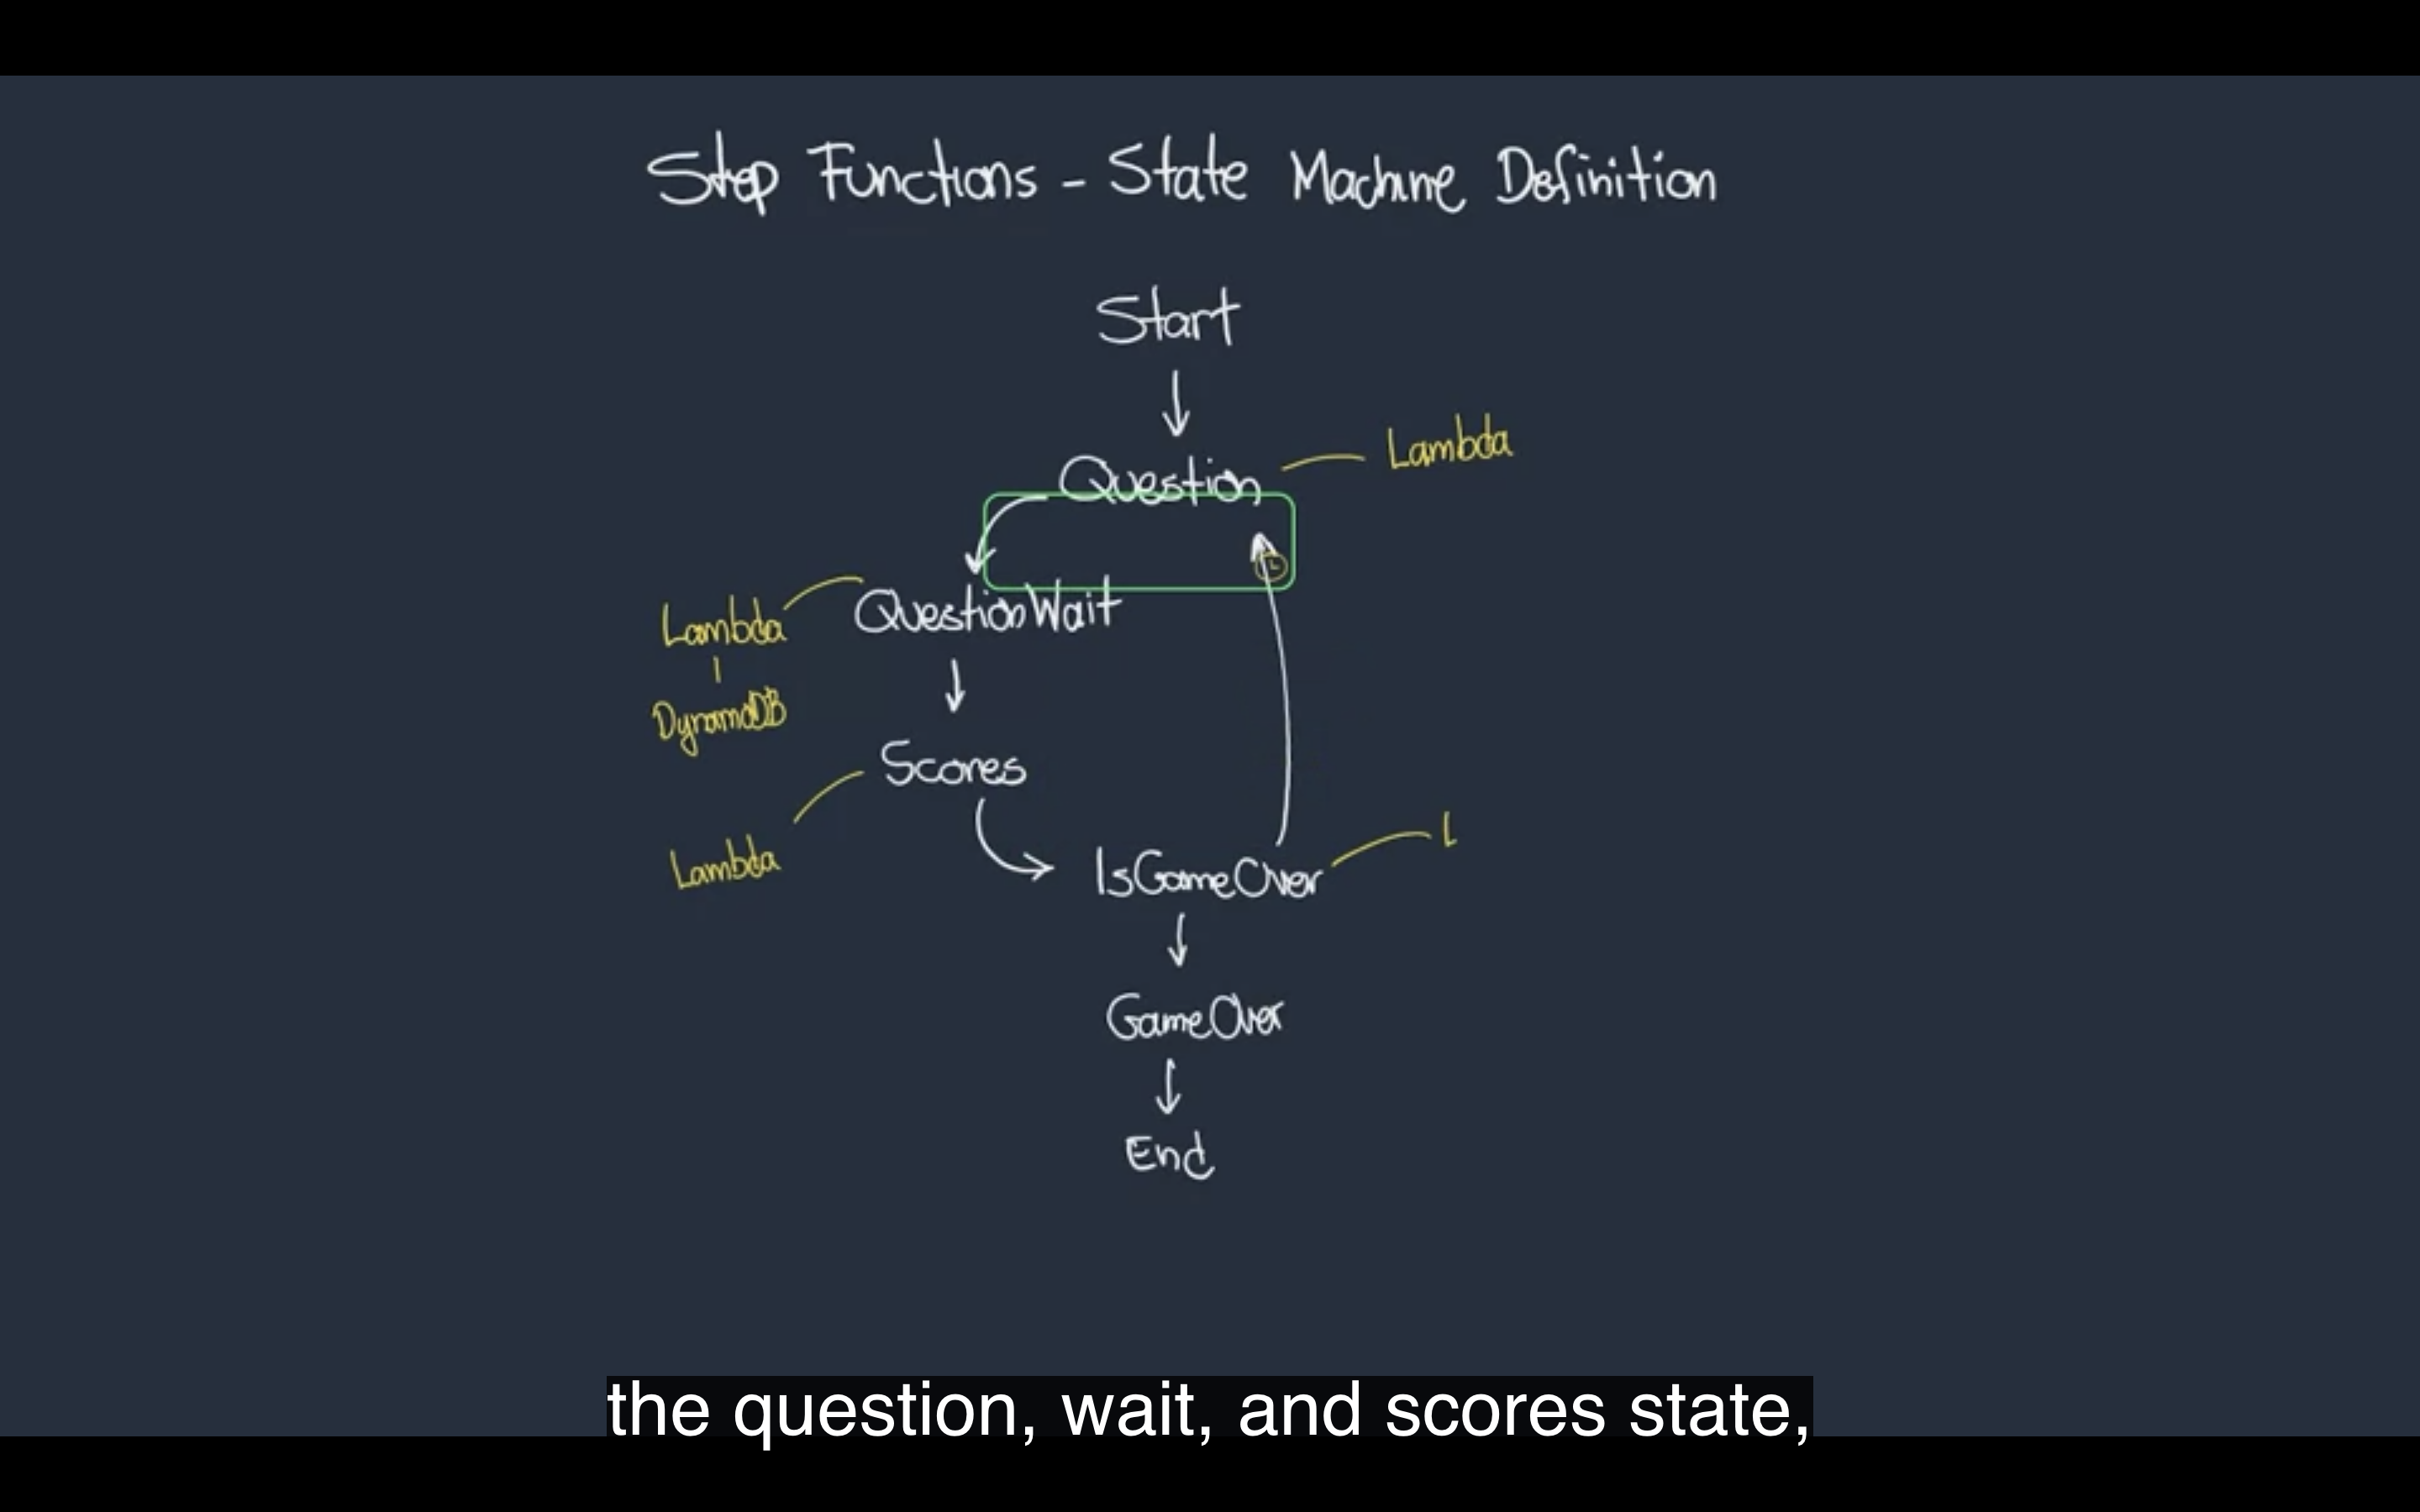 Step Functions - State Machine Definition
Start
Question
Lambda
QuestionWait
Lambda
DynamoDB
Scores
Lambda
IsGameOver
L
GameOver
End
the question, wait, and scores state,